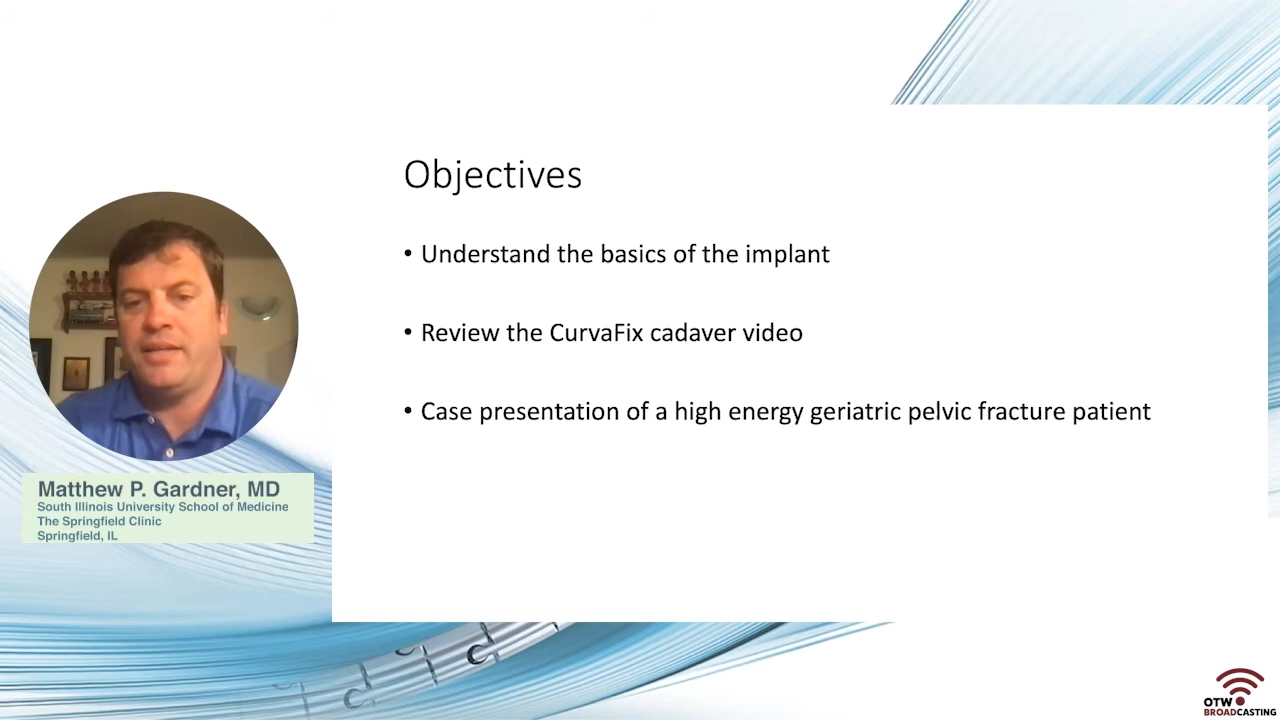 Objectives
• Understand the basics of the implant
• Review the CurvaFix cadaver video
• Case presentation of a high energy geriatric pelvic fracture patient
Matthew P. Gardner, MD
South Illinois University School of Medicine
The Springfield Clinic
Springfield, IL
OTW
BROADCASTING